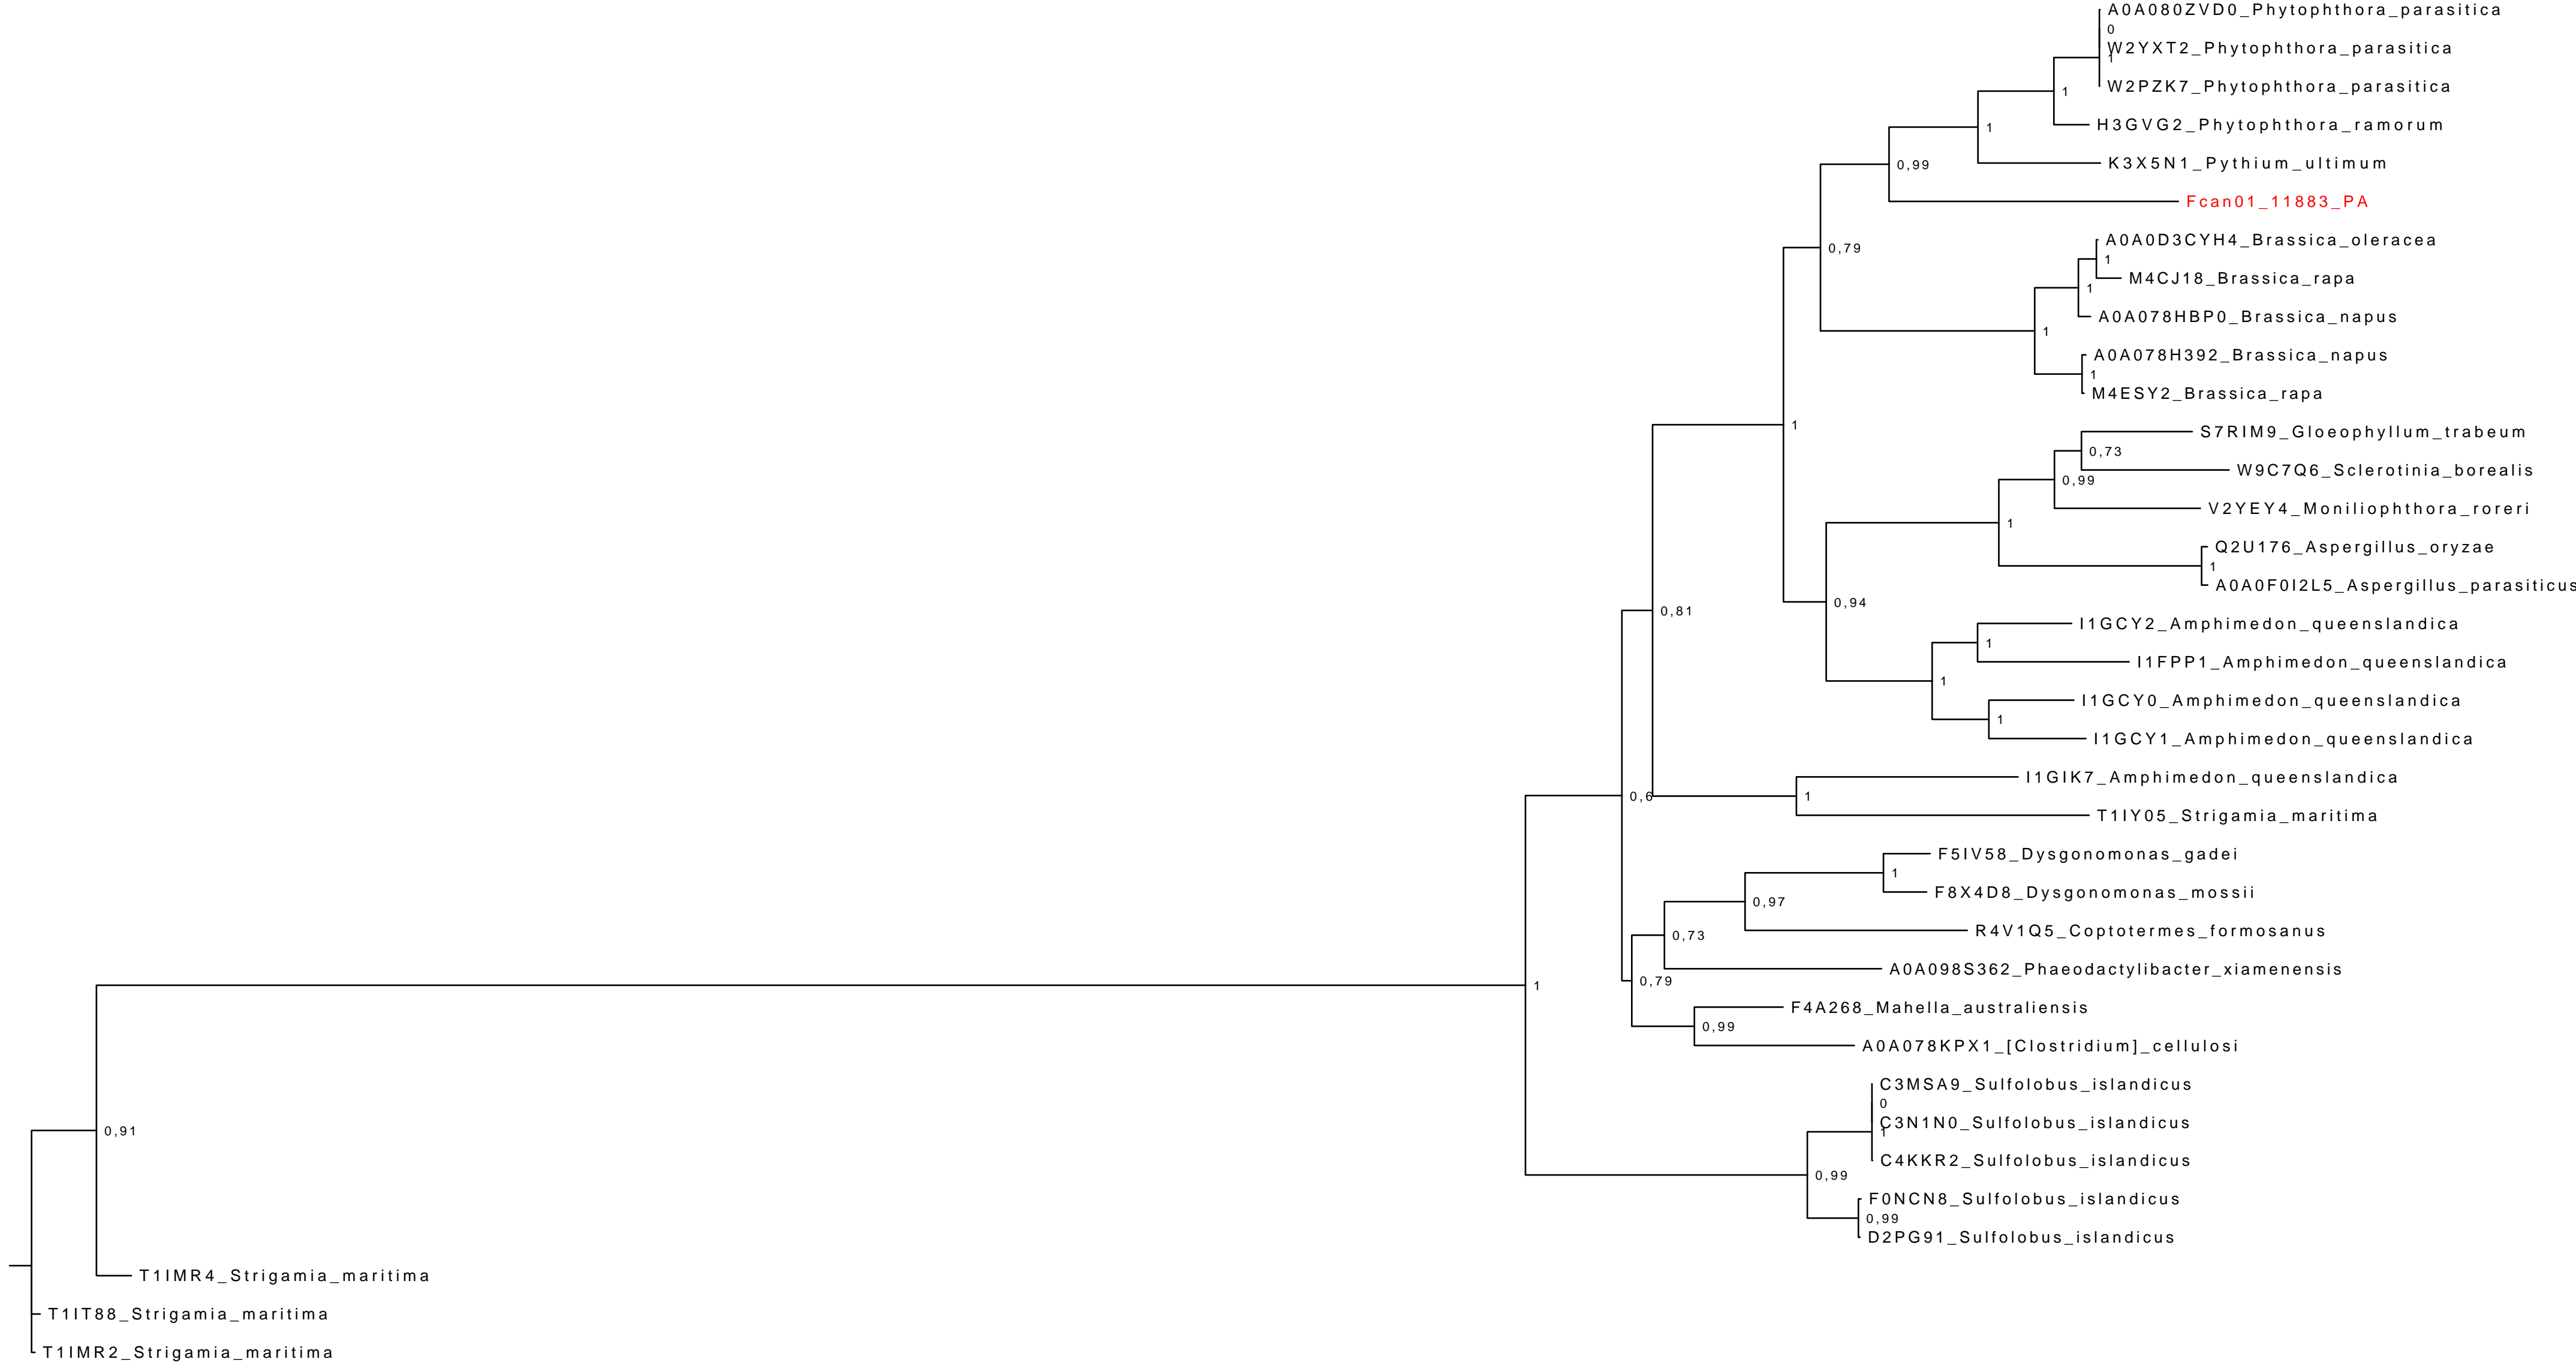 A0A080ZVD0_Phytophthora_parasitica
0
W2YXT2_Phytophthora_parasitica
1
W2PZK7_Phytophthora_parasitica
1
H3GVG2_Phytophthora_ramorum
1
K3X5N1_Pythium_ultimum
0,99
Fcan01_11883_PA
A0A0D3CYH4_Brassica_oleracea
0,79
1
M4CJ18_Brassica_rapa
1
A0A078HBP0_Brassica_napus
1
A0A078H392_Brassica_napus
1
M4ESY2_Brassica_rapa
1
S7RIM9_Gloeophyllum_trabeum
0,73
W9C7Q6_Sclerotinia_borealis
0,99
V2YEY4_Moniliophthora_roreri
1
Q2U176_Aspergillus_oryzae
1
A0A0F0I2L5_Aspergillus_parasiticus
0,94
0,81
I1GCY2_Amphimedon_queenslandica
1
I1FPP1_Amphimedon_queenslandica
1
I1GCY0_Amphimedon_queenslandica
1
I1GCY1_Amphimedon_queenslandica
I1GIK7_Amphimedon_queenslandica
0,6
1
T1IY05_Strigamia_maritima
F5IV58_Dysgonomonas_gadei
1
F8X4D8_Dysgonomonas_mossii
0,97
R4V1Q5_Coptotermes_formosanus
0,73
A0A098S362_Phaeodactylibacter_xiamenensis
0,79
1
F4A268_Mahella_australiensis
0,99
A0A078KPX1_[Clostridium]_cellulosi
C3MSA9_Sulfolobus_islandicus
0
C3N1N0_Sulfolobus_islandicus
0,91
1
C4KKR2_Sulfolobus_islandicus
0,99
F0NCN8_Sulfolobus_islandicus
0,99
D2PG91_Sulfolobus_islandicus
T1IMR4_Strigamia_maritima
T1IT88_Strigamia_maritima
T1IMR2_Strigamia_maritima